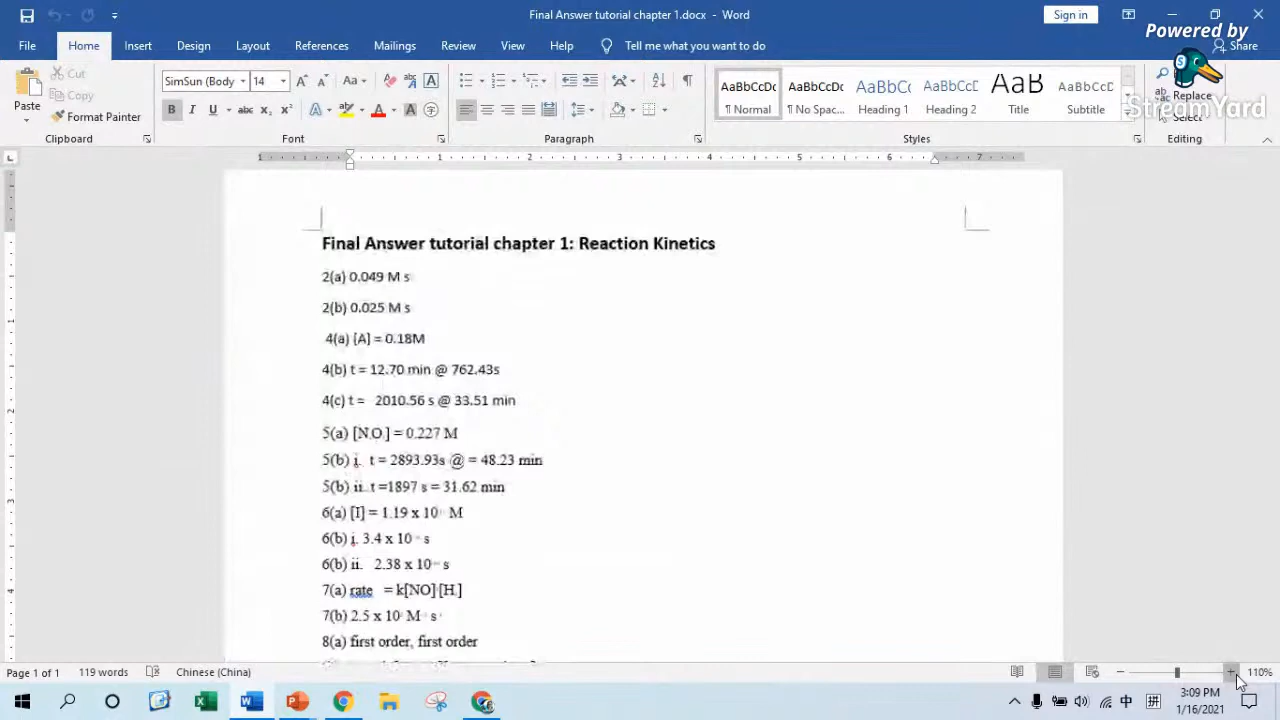 Final Answer tutorial chapter 1.docx - Word
Sign in
Powered by
StreamYard
File Home Insert Design Layout References Mailings Review View Help Tell me what you want to do Share
Paste Cut Copy Format Painter
Clipboard
SimSun (Body 14
Font
Paragraph
AaBbCcDc AaBbCcDc AaBbC AaBbCcD AaB AaBbCcD
¶ Normal ¶ No Spac... Heading 1 Heading 2 Title Subtitle
Styles
Replace
Select
Editing
Final Answer tutorial chapter 1: Reaction Kinetics
2(a) 0.049 M s
2(b) 0.025 M s
4(a) [A] = 0.18M
4(b) t = 12.70 min @ 762.43s
4(c) t = 2010.56 s @ 33.51 min
5(a) [N.O.] = 0.227 M
5(b) i. t = 2893.93s @ = 48.23 min
5(b) ii. t =1897 s = 31.62 min
6(a) [I] = 1.19 x 10 M
6(b) i. 3.4 x 10 s
6(b) ii. 2.38 x 10 s
7(a) rate = k[NO] [H.]
7(b) 2.5 x 10 M s
8(a) first order, first order
Page 1 of 1 119 words Chinese (China) 110%
3:09 PM
1/16/2021